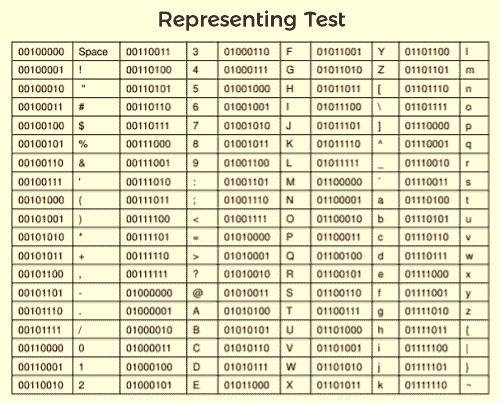 Representing Test
00100000 Space 00110011 3 01000110 F 01011001 Y 01101100 l
00100001 ! 00110100 4 01000111 G 01011010 Z 01101101 m
00100010 " 00110101 5 01001000 H 01011011 [ 01101110 n
00100011 # 00110110 6 01001001 I 01011100 \ 01101111 o
00100100 $ 00110111 7 01001010 J 01011101 ] 01110000 p
00100101 % 00111000 8 01001011 K 01011110 ^ 01110001 q
00100110 & 00111001 9 01001100 L 01011111 _ 01110010 r
00100111 ' 00111010 : 01001101 M 01100000 ` 01110011 s
00101000 ( 00111011 ; 01001110 N 01100001 a 01110100 t
00101001 ) 00111100 < 01001111 O 01100010 b 01110101 u
00101010 * 00111101 = 01010000 P 01100011 c 01110110 v
00101011 + 00111110 > 01010001 Q 01100100 d 01110111 w
00101100 , 00111111 ? 01010010 R 01100101 e 01111000 x
00101101 - 01000000 @ 01010011 S 01100110 f 01111001 y
00101110 . 01000001 A 01010100 T 01100111 g 01111010 z
00101111 / 01000010 B 01010101 U 01101000 h 01111011 {
00110000 0 01000011 C 01010110 V 01101001 i 01111100 |
00110001 1 01000100 D 01010111 W 01101010 j 01111101 }
00110010 2 01000101 E 01011000 X 01101011 k 01111110 ~